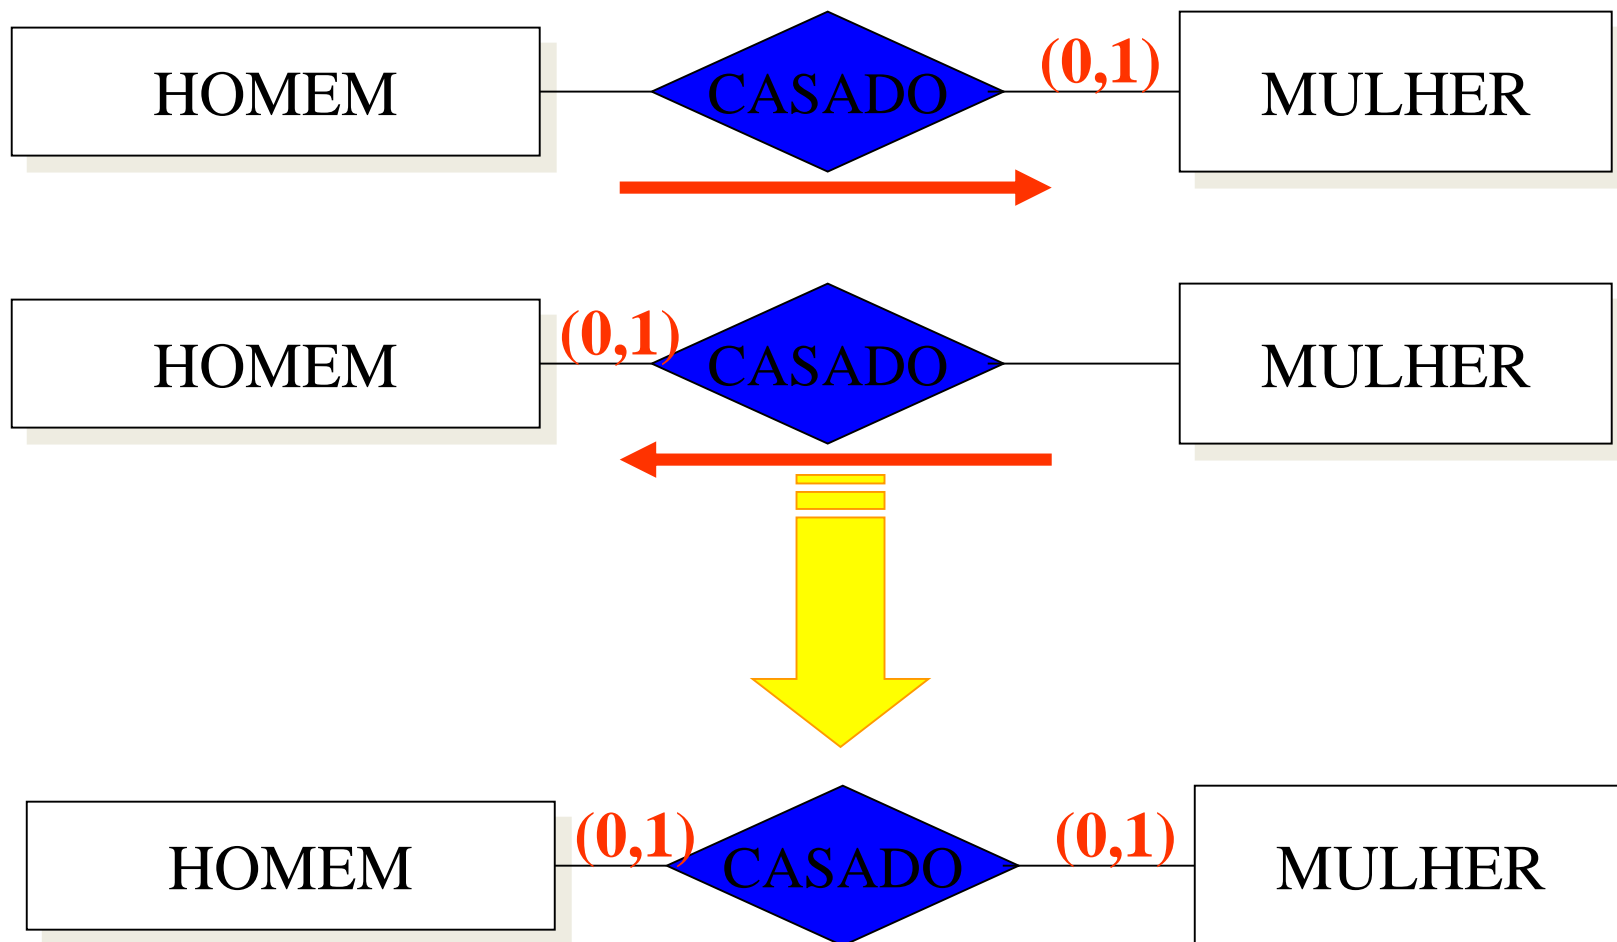 HOMEM CASADO (0,1) MULHER
HOMEM (0,1) CASADO MULHER
HOMEM (0,1) CASADO (0,1) MULHER